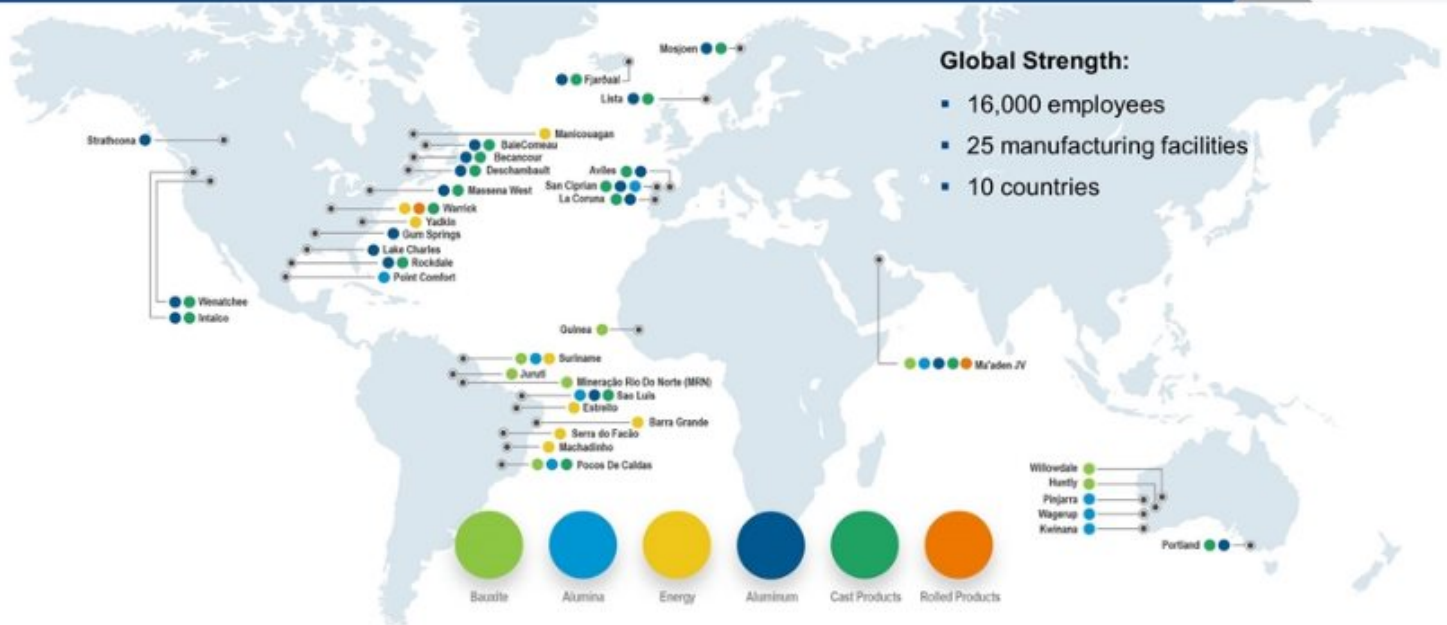 Global Strength:
▪ 16,000 employees
▪ 25 manufacturing facilities
▪ 10 countries
Mosjoen
Fjarðaál
Lista
Strathcona
Manicouagan
BaieComeau
Becancour
Deschambault
Massena West
Warrick
Yadkin
Gum Springs
Lake Charles
Rockdale
Point Comfort
Wenatchee
Intalco
Aviles
San Ciprian
La Coruna
Guinea
Suriname
Juruti
Mineração Rio Do Norte (MRN)
Sao Luis
Estreito
Barra Grande
Serra do Facão
Machadinho
Pocos De Caldas
Ma'aden JV
Willowdale
Huntly
Pinjarra
Wagerup
Kwinana
Portland
Bauxite
Alumina
Energy
Aluminum
Cast Products
Rolled Products